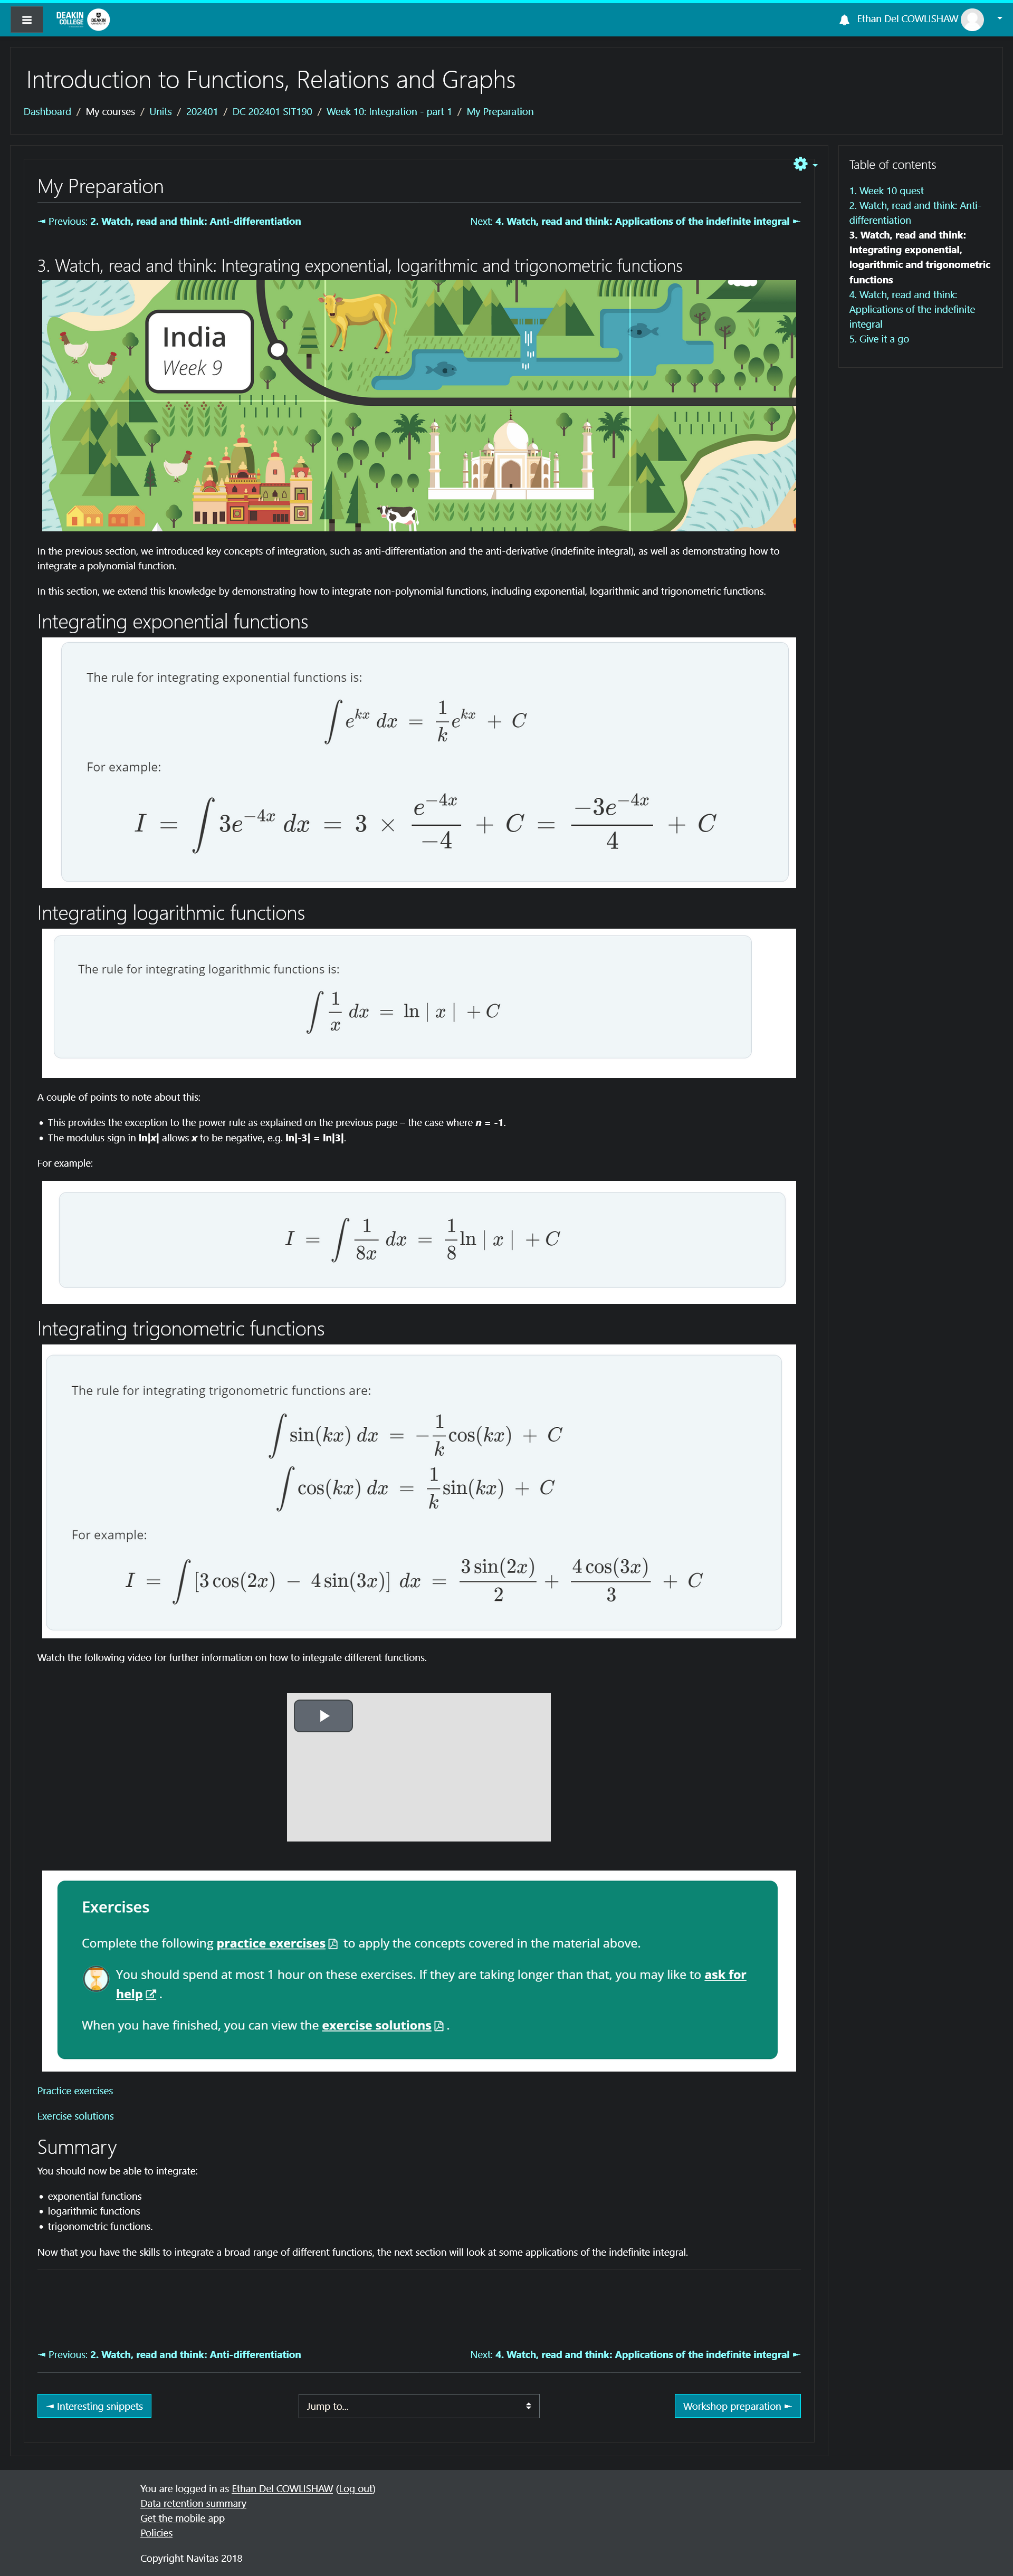 DEAKIN
COLLEGE
DEAKIN
Ethan Del COWLISHAW
Introduction to Functions, Relations and Graphs
Dashboard / My courses / Units / 202401 / DC 202401 SIT190 / Week 10: Integration - part 1 / My Preparation
My Preparation
◄ Previous: 2. Watch, read and think: Anti-differentiation
Next: 4. Watch, read and think: Applications of the indefinite integral ►
3. Watch, read and think: Integrating exponential, logarithmic and trigonometric functions
India
Week 9
In the previous section, we introduced key concepts of integration, such as anti-differentiation and the anti-derivative (indefinite integral), as well as demonstrating how to
integrate a polynomial function.
In this section, we extend this knowledge by demonstrating how to integrate non-polynomial functions, including exponential, logarithmic and trigonometric functions.
Integrating exponential functions
The rule for integrating exponential functions is:
∫ e^{kx} dx = \frac{1}{k} e^{kx} + C
For example:
I = ∫ 3e^{-4x} dx = 3 × \frac{e^{-4x}}{-4} + C = \frac{-3e^{-4x}}{4} + C
Integrating logarithmic functions
The rule for integrating logarithmic functions is:
∫ \frac{1}{x} dx = ln | x | + C
A couple of points to note about this:
• This provides the exception to the power rule as explained on the previous page – the case where n = -1.
• The modulus sign in ln|x| allows x to be negative, e.g. ln|-3| = ln|3|.
For example:
I = ∫ \frac{1}{8x} dx = \frac{1}{8} ln | x | + C
Integrating trigonometric functions
The rule for integrating trigonometric functions are:
∫ sin(kx) dx = -\frac{1}{k} cos(kx) + C
∫ cos(kx) dx = \frac{1}{k} sin(kx) + C
For example:
I = ∫ [3 cos(2x) − 4 sin(3x)] dx = \frac{3 sin(2x)}{2} + \frac{4 cos(3x)}{3} + C
Watch the following video for further information on how to integrate different functions.
Exercises
Complete the following practice exercises to apply the concepts covered in the material above.
You should spend at most 1 hour on these exercises. If they are taking longer than that, you may like to ask for
help .
When you have finished, you can view the exercise solutions .
Practice exercises
Exercise solutions
Summary
You should now be able to integrate:
• exponential functions
• logarithmic functions
• trigonometric functions.
Now that you have the skills to integrate a broad range of different functions, the next section will look at some applications of the indefinite integral.
◄ Previous: 2. Watch, read and think: Anti-differentiation
Next: 4. Watch, read and think: Applications of the indefinite integral ►
◄ Interesting snippets
Jump to...
Workshop preparation ►
Table of contents
1. Week 10 quest
2. Watch, read and think: Anti-
differentiation
3. Watch, read and think:
Integrating exponential,
logarithmic and trigonometric
functions
4. Watch, read and think:
Applications of the indefinite
integral
5. Give it a go
You are logged in as Ethan Del COWLISHAW (Log out)
Data retention summary
Get the mobile app
Policies
Copyright Navitas 2018